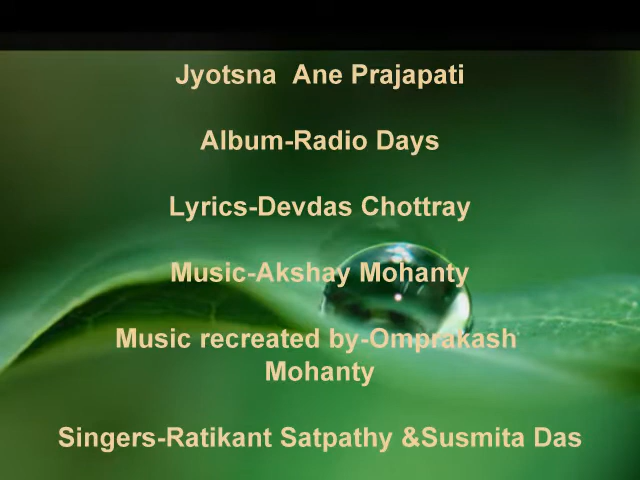 Jyotsna  Ane Prajapati
Album-Radio Days
Lyrics-Devdas Chottray
Music-Akshay Mohanty
Music recreated by-Omprakash
Mohanty
Singers-Ratikant Satpathy &Susmita Das